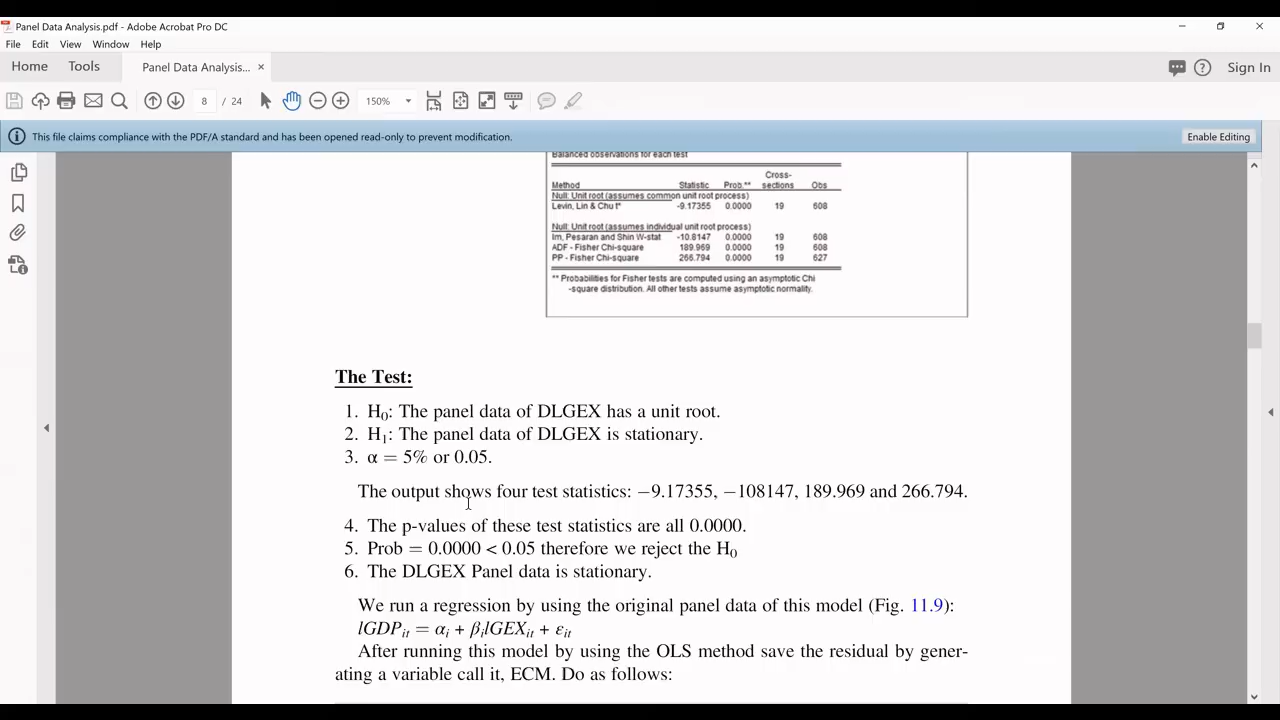 Panel Data Analysis.pdf - Adobe Acrobat Pro DC
File Edit View Window Help
Home Tools Panel Data Analysis... × Sign In
8 / 24 150%
This file claims compliance with the PDF/A standard and has been opened read-only to prevent modification. Enable Editing
Balanced observations for each test
Cross-
Method Statistic Prob.** sections Obs
Null: Unit root (assumes common unit root process)
Levin, Lin & Chu t* -9.17355 0.0000 19 608
Null: Unit root (assumes individual unit root process)
Im, Pesaran and Shin W-stat -10.8147 0.0000 19 608
ADF - Fisher Chi-square 189.969 0.0000 19 608
PP - Fisher Chi-square 266.794 0.0000 19 627
** Probabilities for Fisher tests are computed using an asymptotic Chi
-square distribution. All other tests assume asymptotic normality.
The Test:
1. H₀: The panel data of DLGEX has a unit root.
2. H₁: The panel data of DLGEX is stationary.
3. α = 5% or 0.05.
The output shows four test statistics: −9.17355, −108147, 189.969 and 266.794.
4. The p-values of these test statistics are all 0.0000.
5. Prob = 0.0000 < 0.05 therefore we reject the H₀
6. The DLGEX Panel data is stationary.
We run a regression by using the original panel data of this model (Fig. 11.9):
lGDPᵢₜ = αᵢ + βᵢlGEXᵢₜ + εᵢₜ
After running this model by using the OLS method save the residual by gener-
ating a variable call it, ECM. Do as follows: